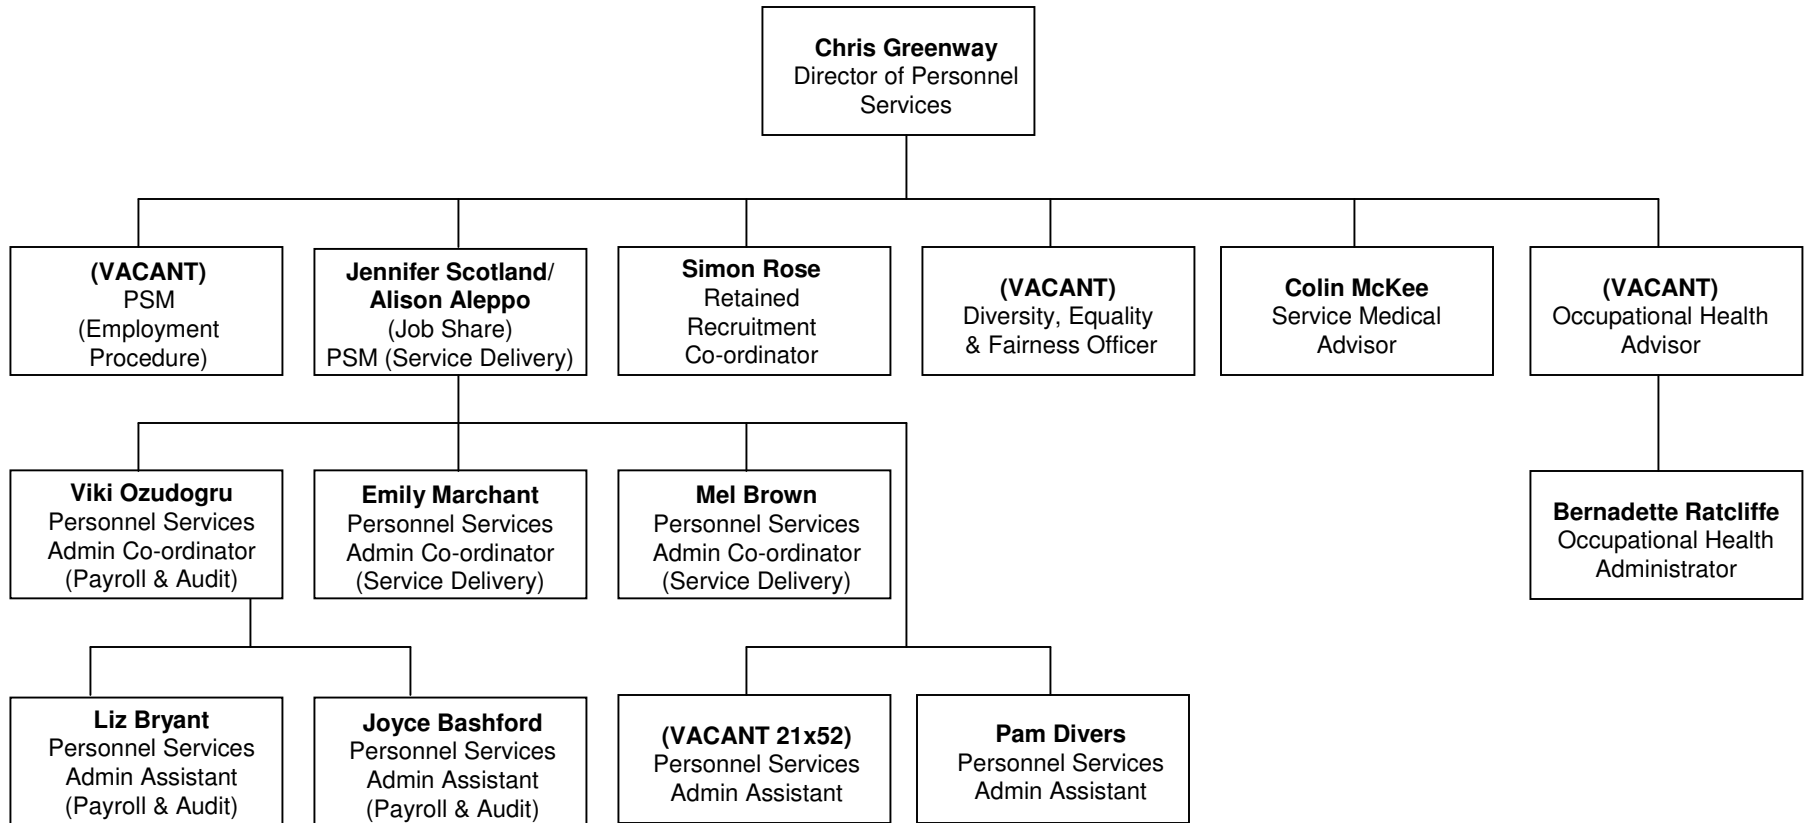 Chris Greenway
Director of Personnel
Services
(VACANT)
PSM
(Employment
Procedure)
Jennifer Scotland/
Alison Aleppo
(Job Share)
PSM (Service Delivery)
Simon Rose
Retained
Recruitment
Co-ordinator
(VACANT)
Diversity, Equality
& Fairness Officer
Colin McKee
Service Medical
Advisor
(VACANT)
Occupational Health
Advisor
Viki Ozudogru
Personnel Services
Admin Co-ordinator
(Payroll & Audit)
Emily Marchant
Personnel Services
Admin Co-ordinator
(Service Delivery)
Mel Brown
Personnel Services
Admin Co-ordinator
(Service Delivery)
Bernadette Ratcliffe
Occupational Health
Administrator
Liz Bryant
Personnel Services
Admin Assistant
(Payroll & Audit)
Joyce Bashford
Personnel Services
Admin Assistant
(Payroll & Audit)
(VACANT 21x52)
Personnel Services
Admin Assistant
Pam Divers
Personnel Services
Admin Assistant